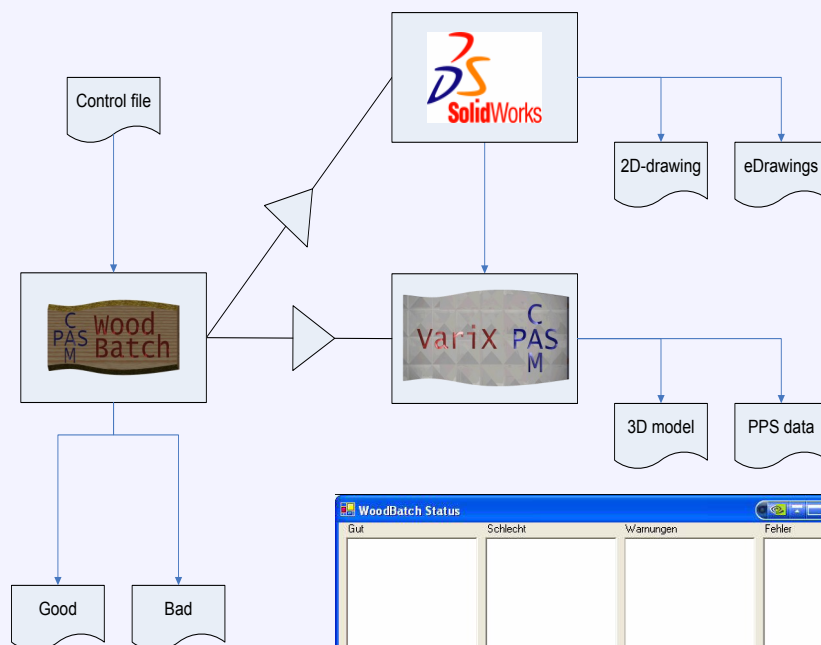 Control file
DS
SolidWorks
2D-drawing
eDrawings
C
PAS
M
Wood
Batch
VariX
C
PAS
M
3D model
PPS data
WoodBatch Status
Gut
Schlecht
Warnungen
Fehler
Good
Bad